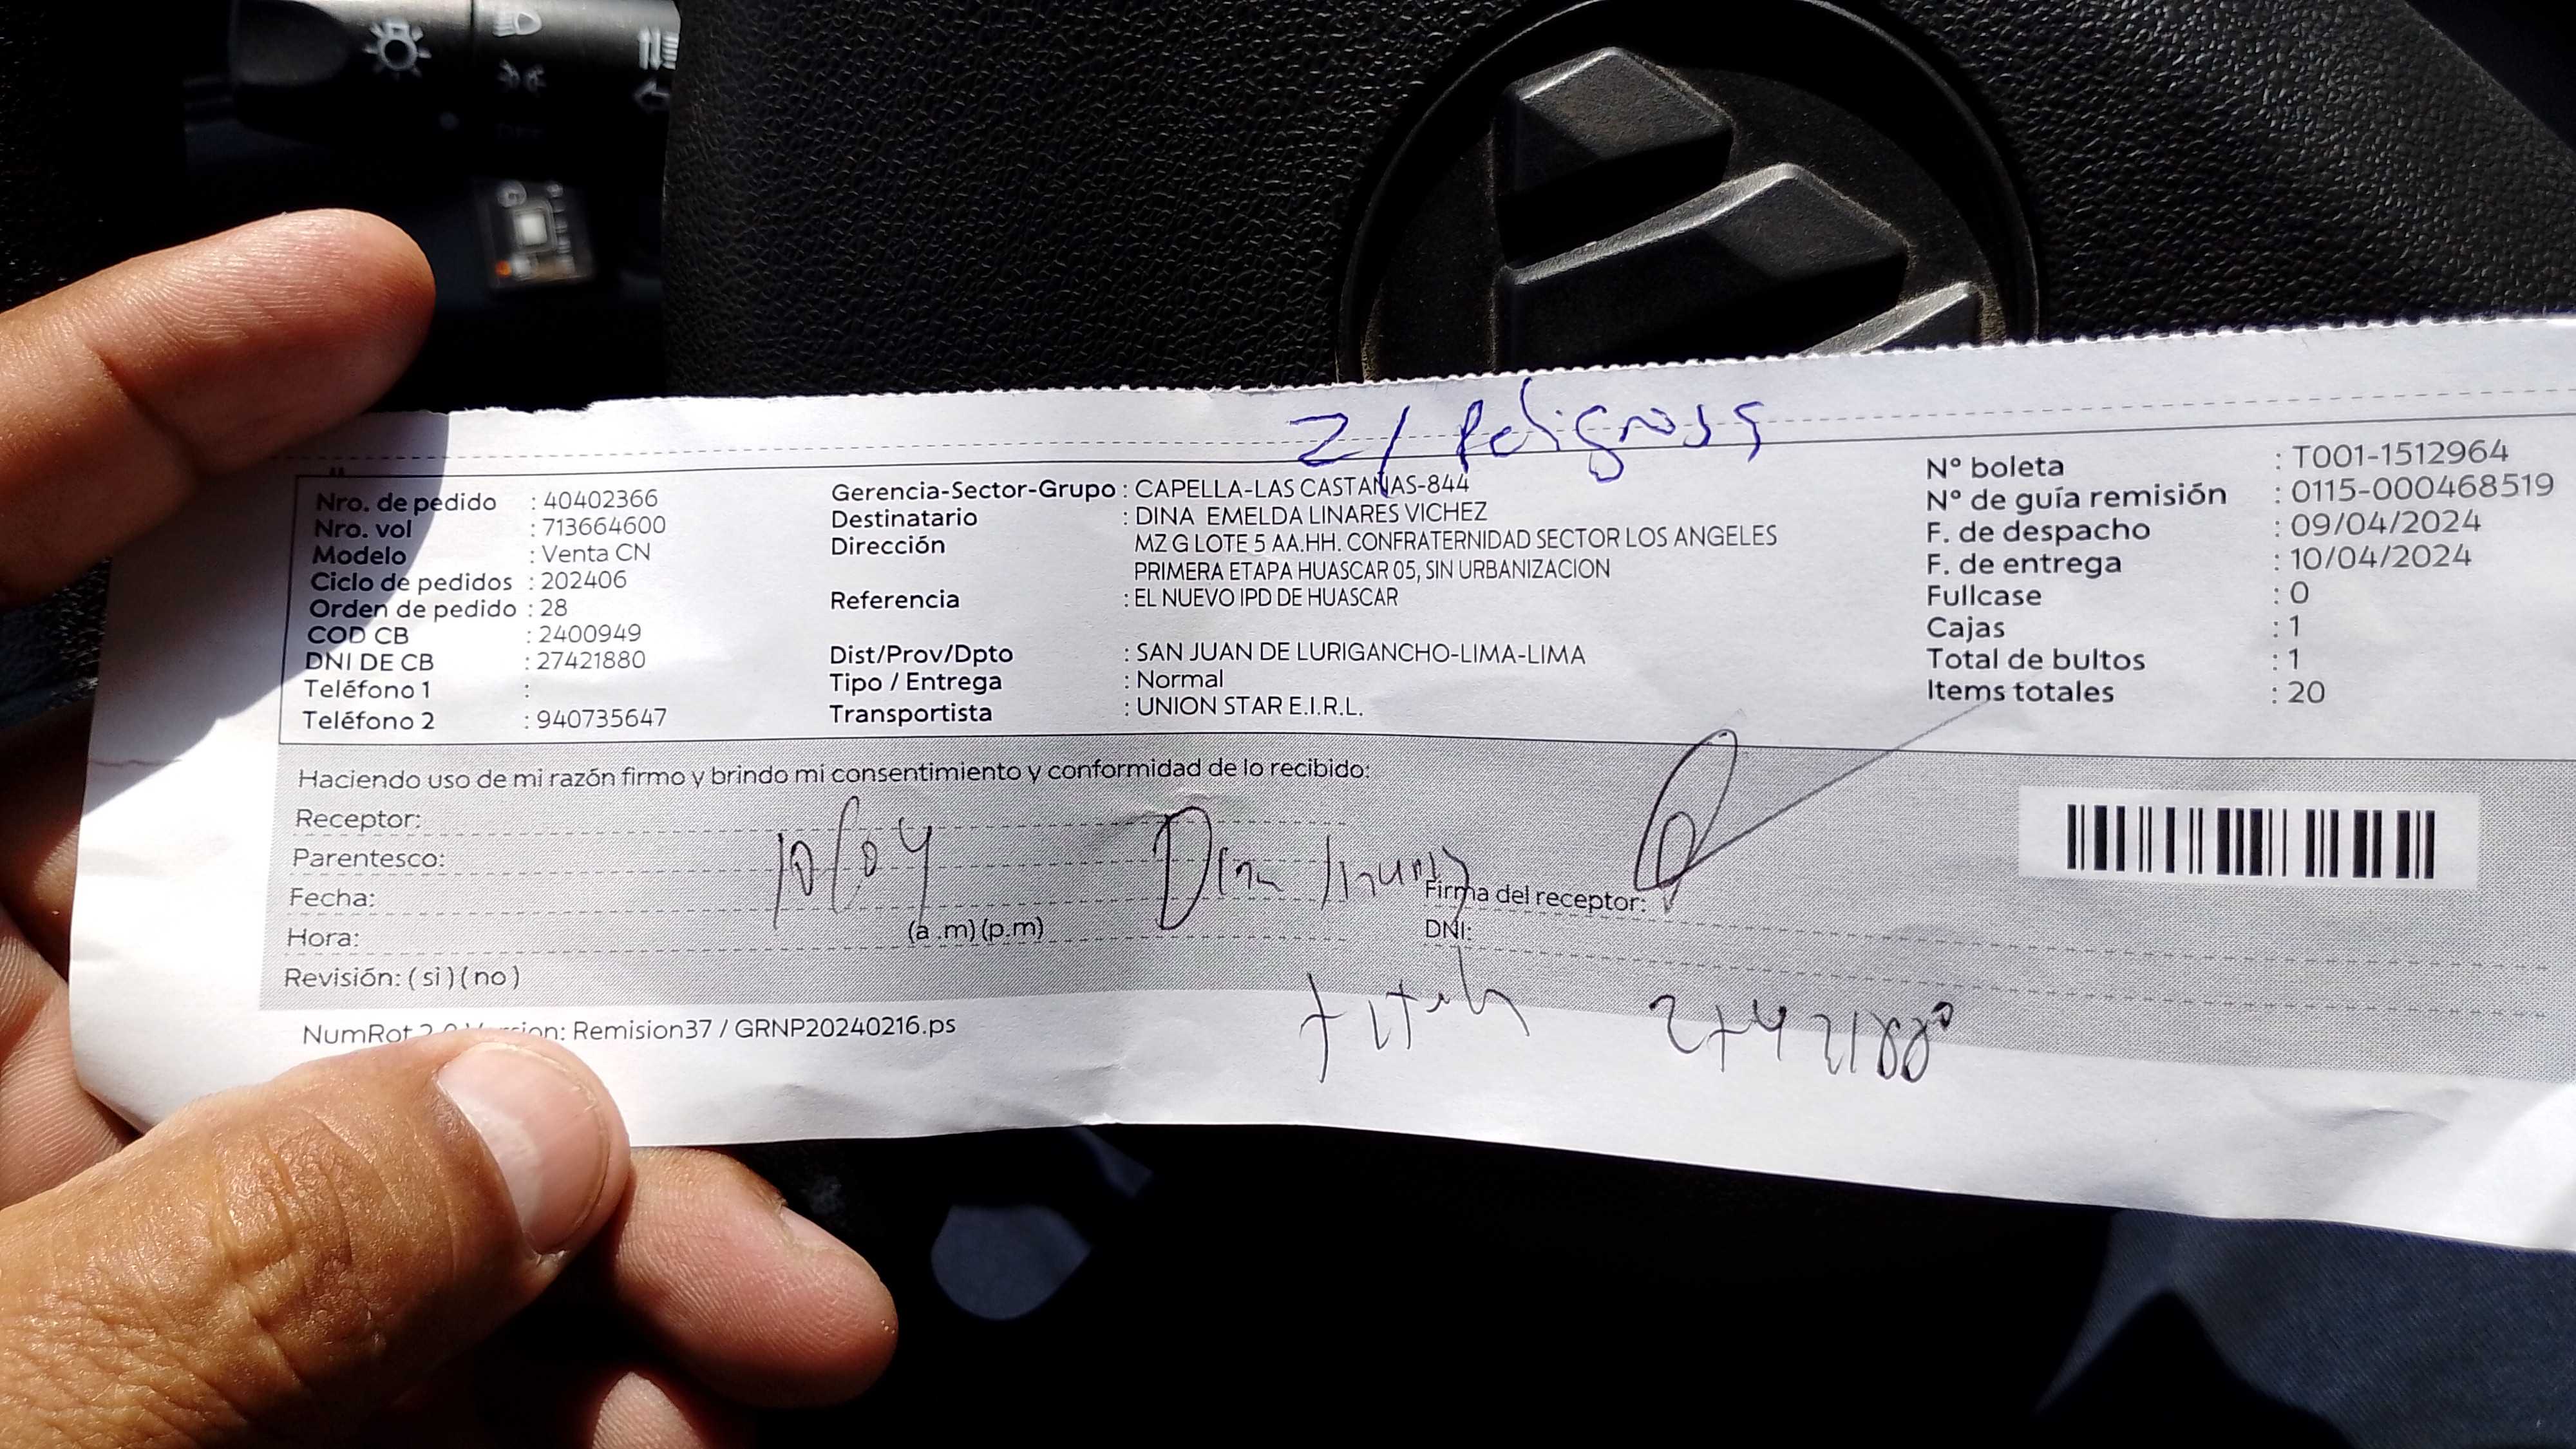 Z/ Peligrosa
Nro. de pedido : 40402366
Nro. vol : 713664600
Modelo : Venta CN
Ciclo de pedidos : 202406
Orden de pedido : 28
COD CB : 2400949
DNI DE CB : 27421880
Teléfono 1 :
Teléfono 2 : 940735647
Gerencia-Sector-Grupo : CAPELLA-LAS CASTAÑAS-844
Destinatario : DINA EMELDA LINARES VICHEZ
Dirección MZ G LOTE 5 AA.HH. CONFRATERNIDAD SECTOR LOS ANGELES
PRIMERA ETAPA HUASCAR 05, SIN URBANIZACION
Referencia : EL NUEVO IPD DE HUASCAR
Dist/Prov/Dpto : SAN JUAN DE LURIGANCHO-LIMA-LIMA
Tipo / Entrega : Normal
Transportista : UNION STAR E.I.R.L.
N° boleta : T001-1512964
N° de guía remisión : 0115-000468519
F. de despacho : 09/04/2024
F. de entrega : 10/04/2024
Fullcase : 0
Cajas : 1
Total de bultos : 1
Items totales : 20
Haciendo uso de mi razón firmo y brindo mi consentimiento y conformidad de lo recibido:
Receptor:
Parentesco:
10/04 Dina
Fecha:
Firma del receptor:
Hora: (a .m) (p.m)
DNI:
Revisión: ( si ) ( no )
27421880
NumRot : Remision37 / GRNP20240216.ps